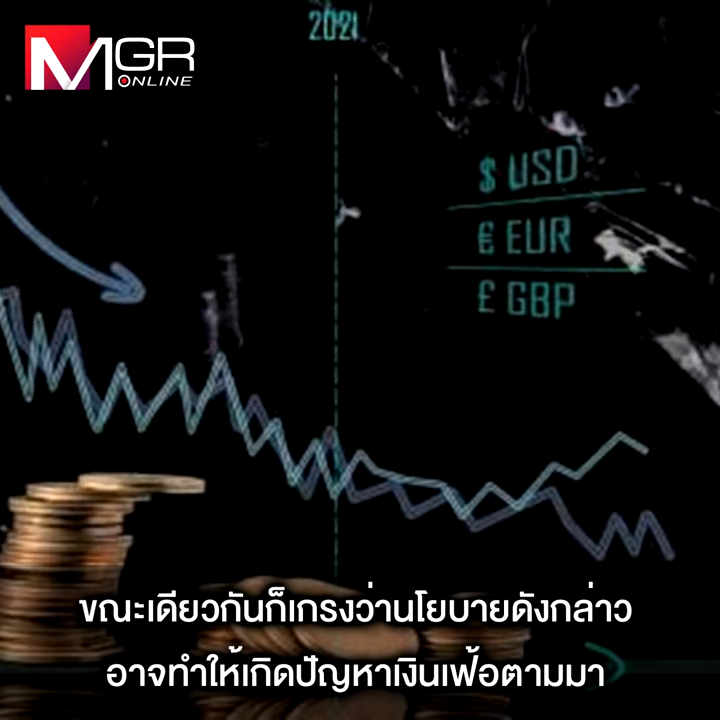 MGR
ONLINE
2021
$ USD
€ EUR
£ GBP
ขณะเดียวกันก็เกรงว่านโยบายดังกล่าว
อาจทำให้เกิดปัญหาเงินเฟ้อตามมา